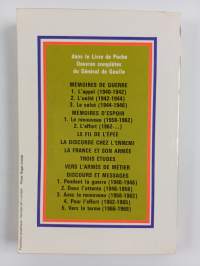 dans le Livre de Poche
Oeuvres complètes
du Général de Gaulle
MÉMOIRES DE GUERRE
1. L'appel (1940-1942)
2. L'unité (1942-1944)
3. Le salut (1944-1946)
MÉMOIRES D'ESPOIR
1. Le renouveau (1958-1962)
2. L'effort (1962-...)
LE FIL DE L'ÉPÉE
LA DISCORDE CHEZ L'ENNEMI
LA FRANCE ET SON ARMÉE
TROIS ÉTUDES
VERS L'ARMÉE DE MÉTIER
DISCOURS ET MESSAGES
1. Pendant la guerre (1940-1946)
2. Dans l'attente (1946-1958)
3. Avec le renouveau (1958-1962)
4. Pour l'effort (1962-1965)
5. Vers le terme (1966-1969)